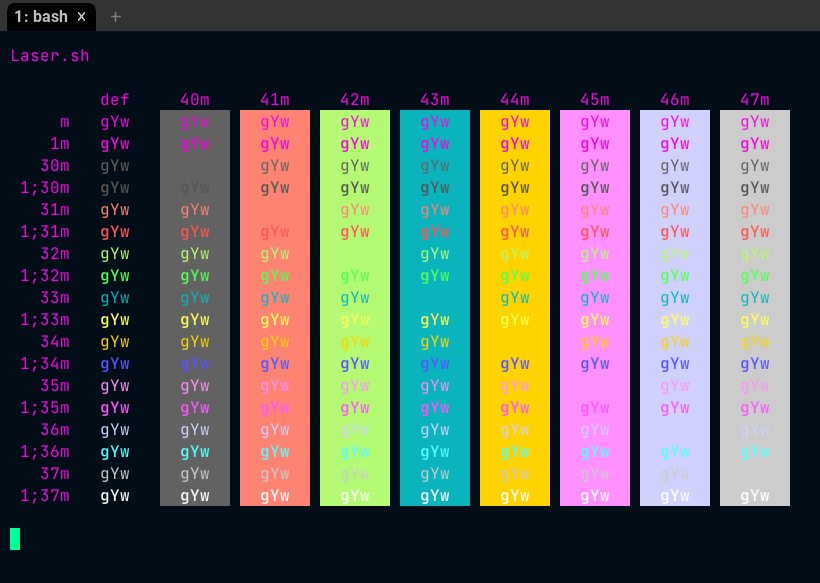 1: bash × +
Laser.sh
def 40m 41m 42m 43m 44m 45m 46m 47m
m gYw gYw gYw gYw gYw gYw gYw gYw gYw
1m gYw gYw gYw gYw gYw gYw gYw gYw gYw
30m gYw gYw gYw gYw gYw gYw gYw gYw
1;30m gYw gYw gYw gYw gYw gYw gYw gYw gYw
31m gYw gYw gYw gYw gYw gYw gYw gYw
1;31m gYw gYw gYw gYw gYw gYw gYw gYw gYw
32m gYw gYw gYw gYw gYw gYw gYw gYw
1;32m gYw gYw gYw gYw gYw gYw gYw gYw gYw
33m gYw gYw gYw gYw gYw gYw gYw gYw
1;33m gYw gYw gYw gYw gYw gYw gYw gYw gYw
34m gYw gYw gYw gYw gYw gYw gYw gYw
1;34m gYw gYw gYw gYw gYw gYw gYw gYw gYw
35m gYw gYw gYw gYw gYw gYw gYw gYw
1;35m gYw gYw gYw gYw gYw gYw gYw gYw gYw
36m gYw gYw gYw gYw gYw gYw gYw gYw
1;36m gYw gYw gYw gYw gYw gYw gYw gYw gYw
37m gYw gYw gYw gYw gYw gYw gYw gYw
1;37m gYw gYw gYw gYw gYw gYw gYw gYw gYw